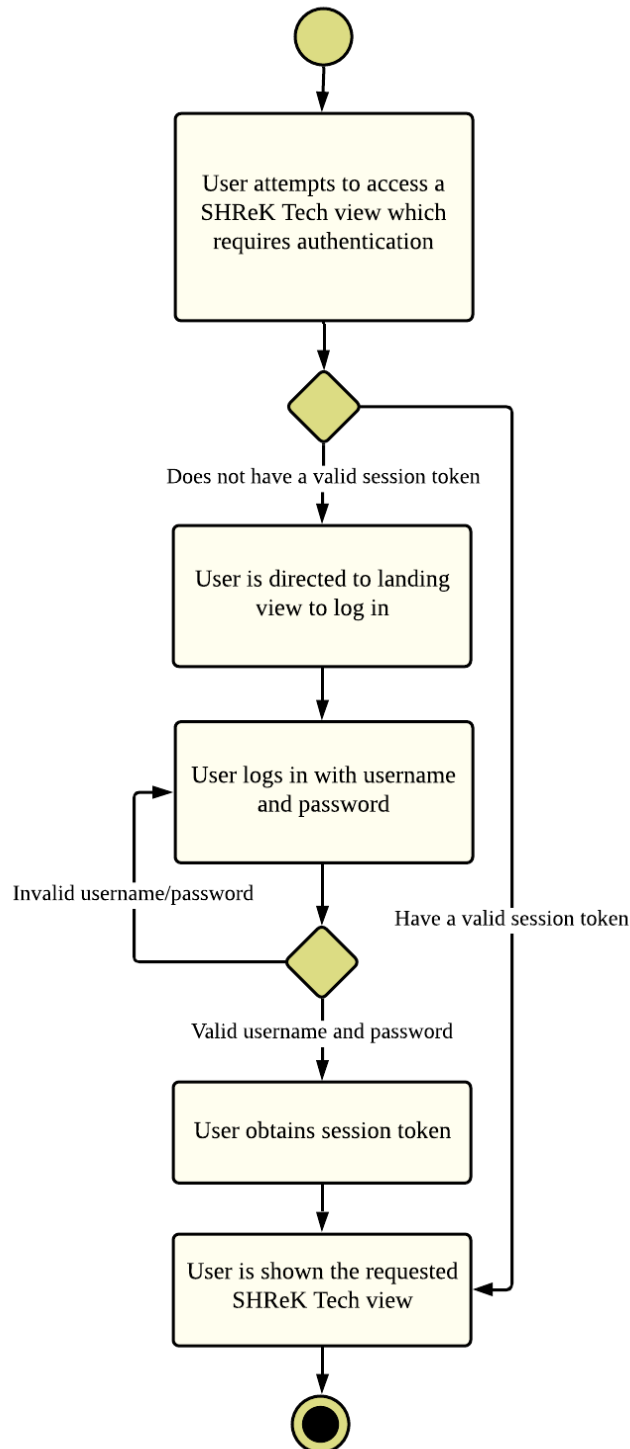 User attempts to access a
SHReK Tech view which
requires authentication
Does not have a valid session token
User is directed to landing
view to log in
User logs in with username
and password
Invalid username/password
Have a valid session token
Valid username and password
User obtains session token
User is shown the requested
SHReK Tech view